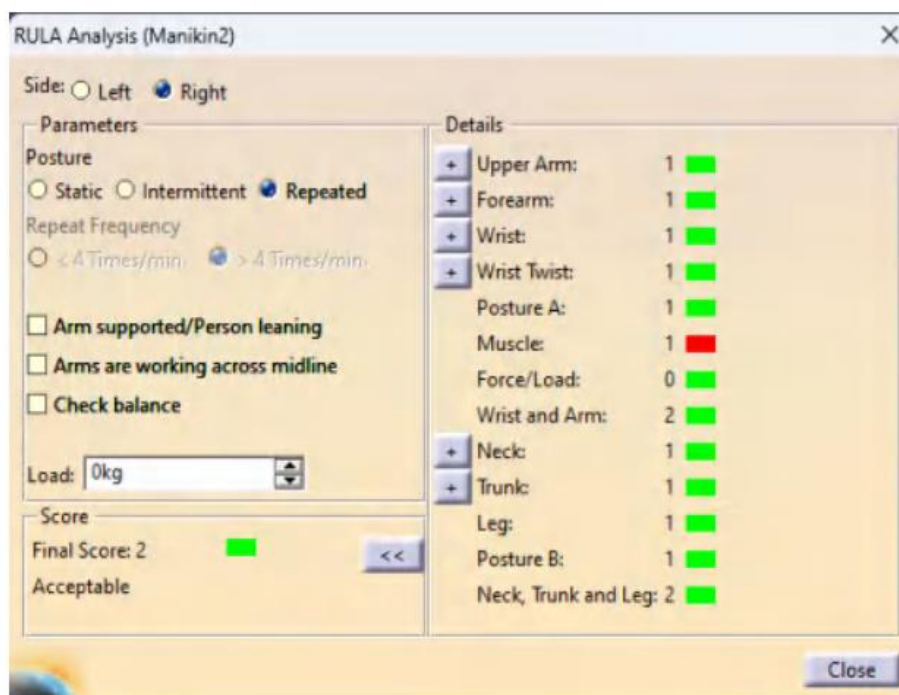 RULA Analysis (Manikin2)
Side: Left Right
Parameters
Posture
Static Intermittent Repeated
Repeat Frequency
< 4 Times/min. > 4 Times/min.
Arm supported/Person leaning
Arms are working across midline
Check balance
Load: 0kg
Score
Final Score: 2
<<
Acceptable
Details
+ Upper Arm: 1
+ Forearm: 1
+ Wrist: 1
+ Wrist Twist: 1
Posture A: 1
Muscle: 1
Force/Load: 0
Wrist and Arm: 2
+ Neck: 1
+ Trunk: 1
Leg: 1
Posture B: 1
Neck, Trunk and Leg: 2
Close